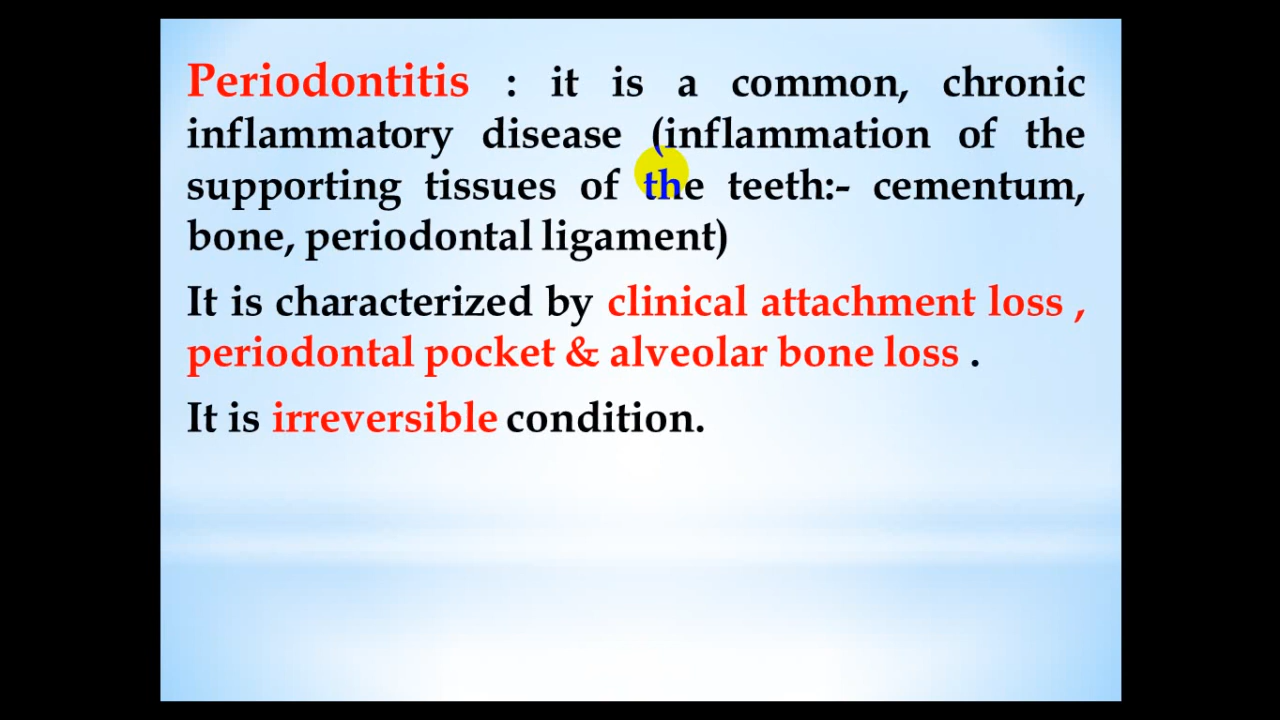 Periodontitis : it is a common, chronic
inflammatory disease (inflammation of the
supporting tissues of the teeth:- cementum,
bone, periodontal ligament)
It is characterized by clinical attachment loss ,
periodontal pocket & alveolar bone loss .
It is irreversible condition.